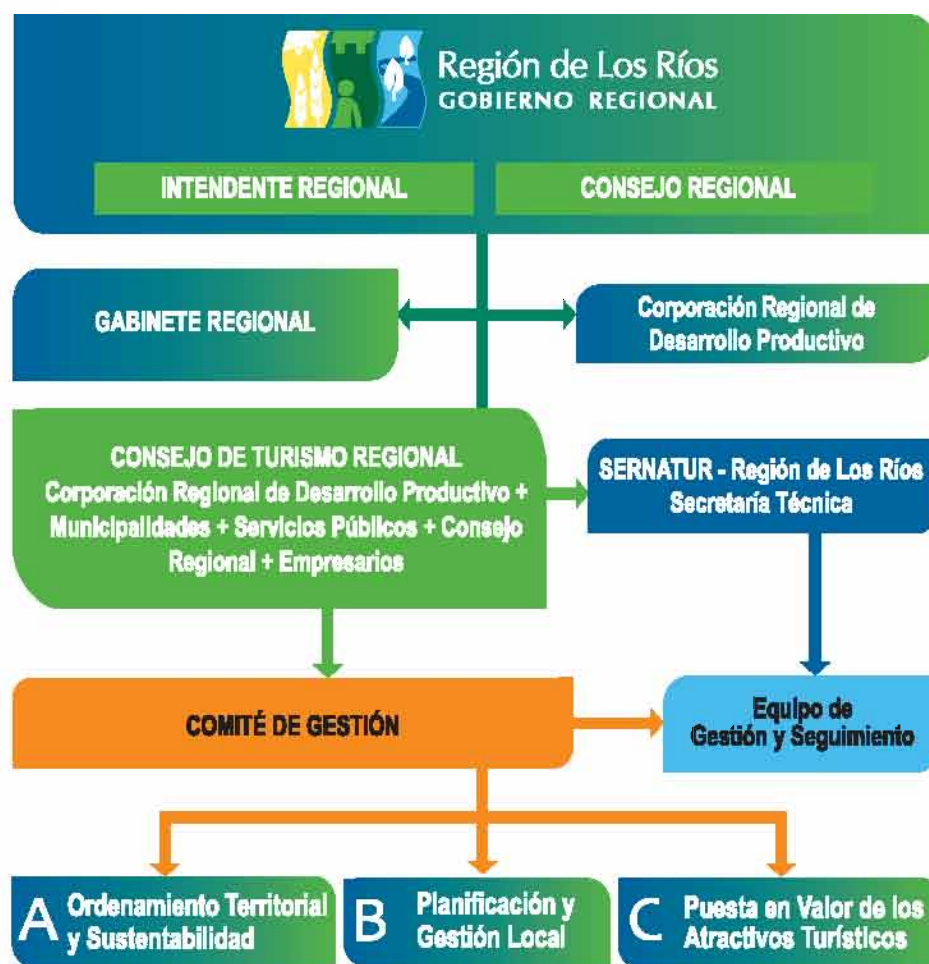 Región de Los Ríos
GOBIERNO REGIONAL
INTENDENTE REGIONAL
CONSEJO REGIONAL
GABINETE REGIONAL
Corporación Regional de
Desarrollo Productivo
CONSEJO DE TURISMO REGIONAL
Corporación Regional de Desarrollo Productivo +
Municipalidades + Servicios Públicos + Consejo
Regional + Empresarios
SERNATUR - Región de Los Ríos
Secretaría Técnica
COMITÉ DE GESTIÓN
Equipo de
Gestión y Seguimiento
A Ordenamiento Territorial
y Sustentabilidad
B Planificación y
Gestión Local
C Puesta en Valor de los
Atractivos Turísticos